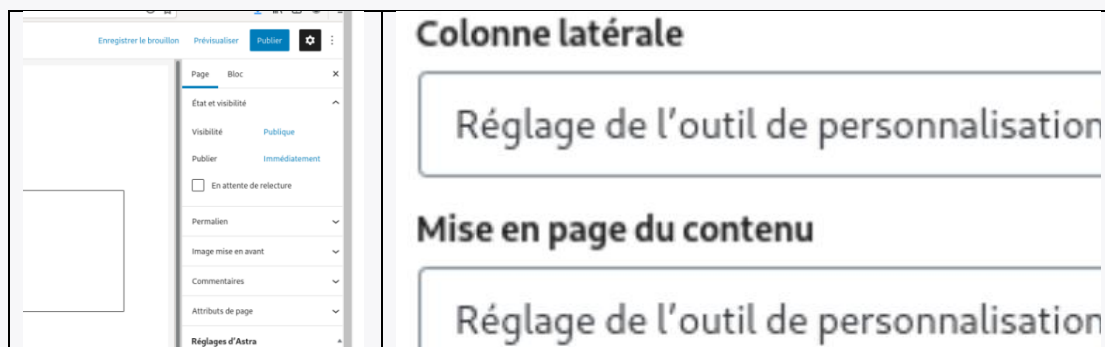 Enregistrer le brouillon Prévisualiser Publier
Page Bloc
État et visibilité
Visibilité Publique
Publier Immédiatement
En attente de relecture
Permalien
Image mise en avant
Commentaires
Attributs de page
Réglages d'Astra
Colonne latérale
Réglage de l'outil de personnalisation
Mise en page du contenu
Réglage de l'outil de personnalisation